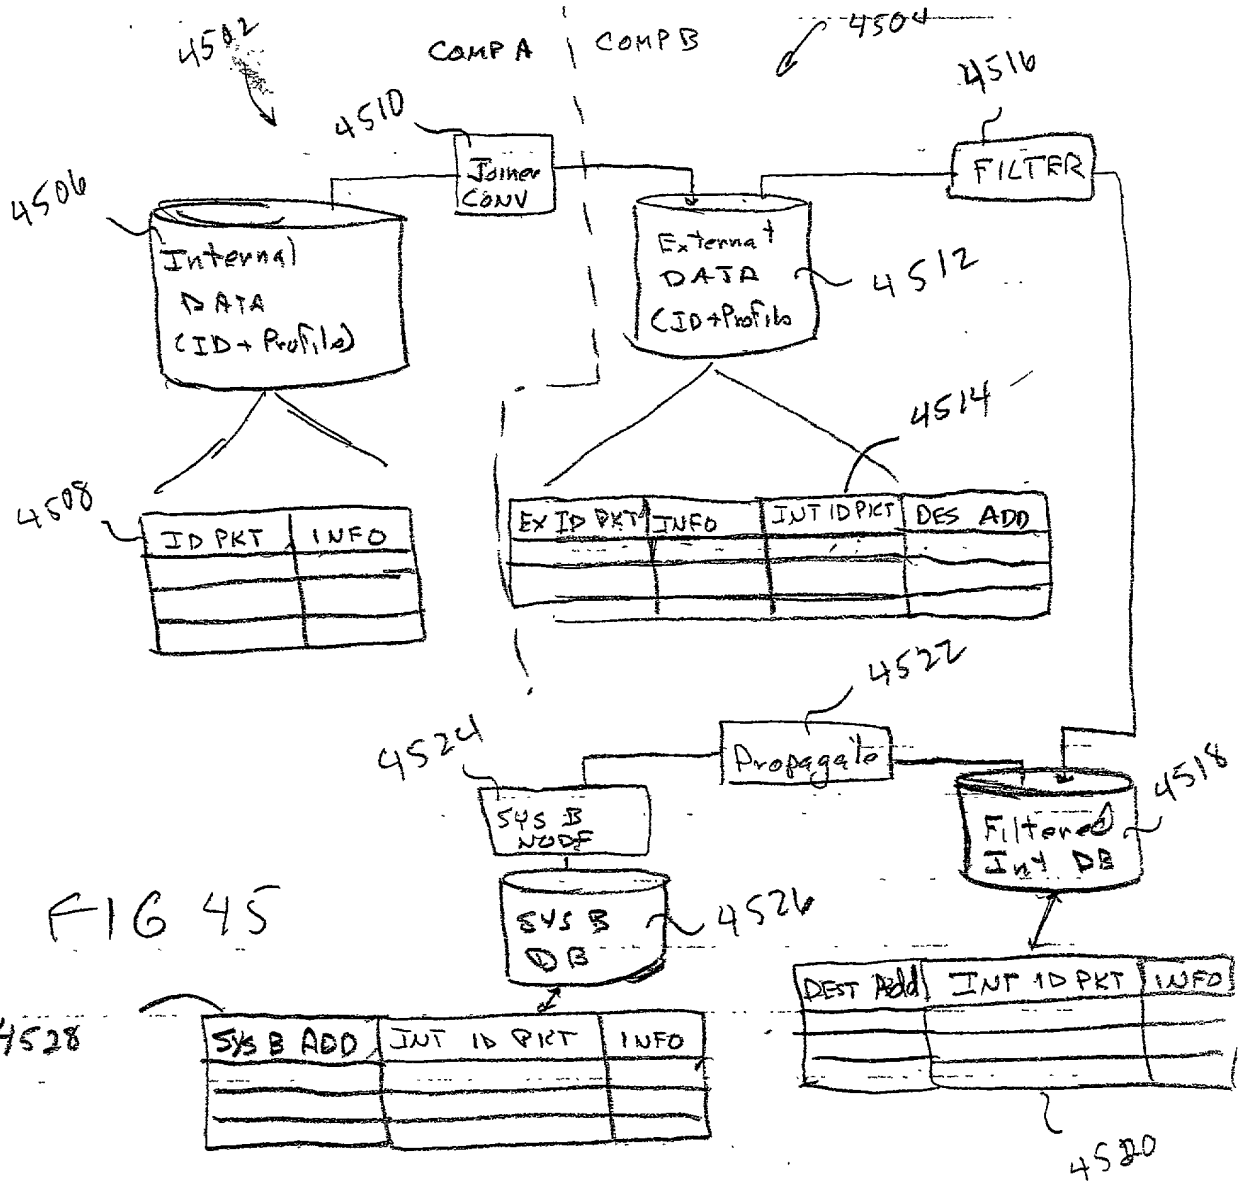 4502
COMP A
COMP B
4504
4510
Joiner
CONV
4516
FILTER
4506
Internal
DATA
(ID + Profile)
External
DATA
(ID + Profile
4512
4508
ID PKT INFO
4514
EX ID PKT INFO INT ID PKT DES ADD
4522
Propagate
4524
SYS B
NODE
4518
Filtered
Int DB
FIG 45
SYS B
DB
4526
DEST Add INT ID PKT INFO
4528
SYS B ADD INT ID PKT INFO
4520